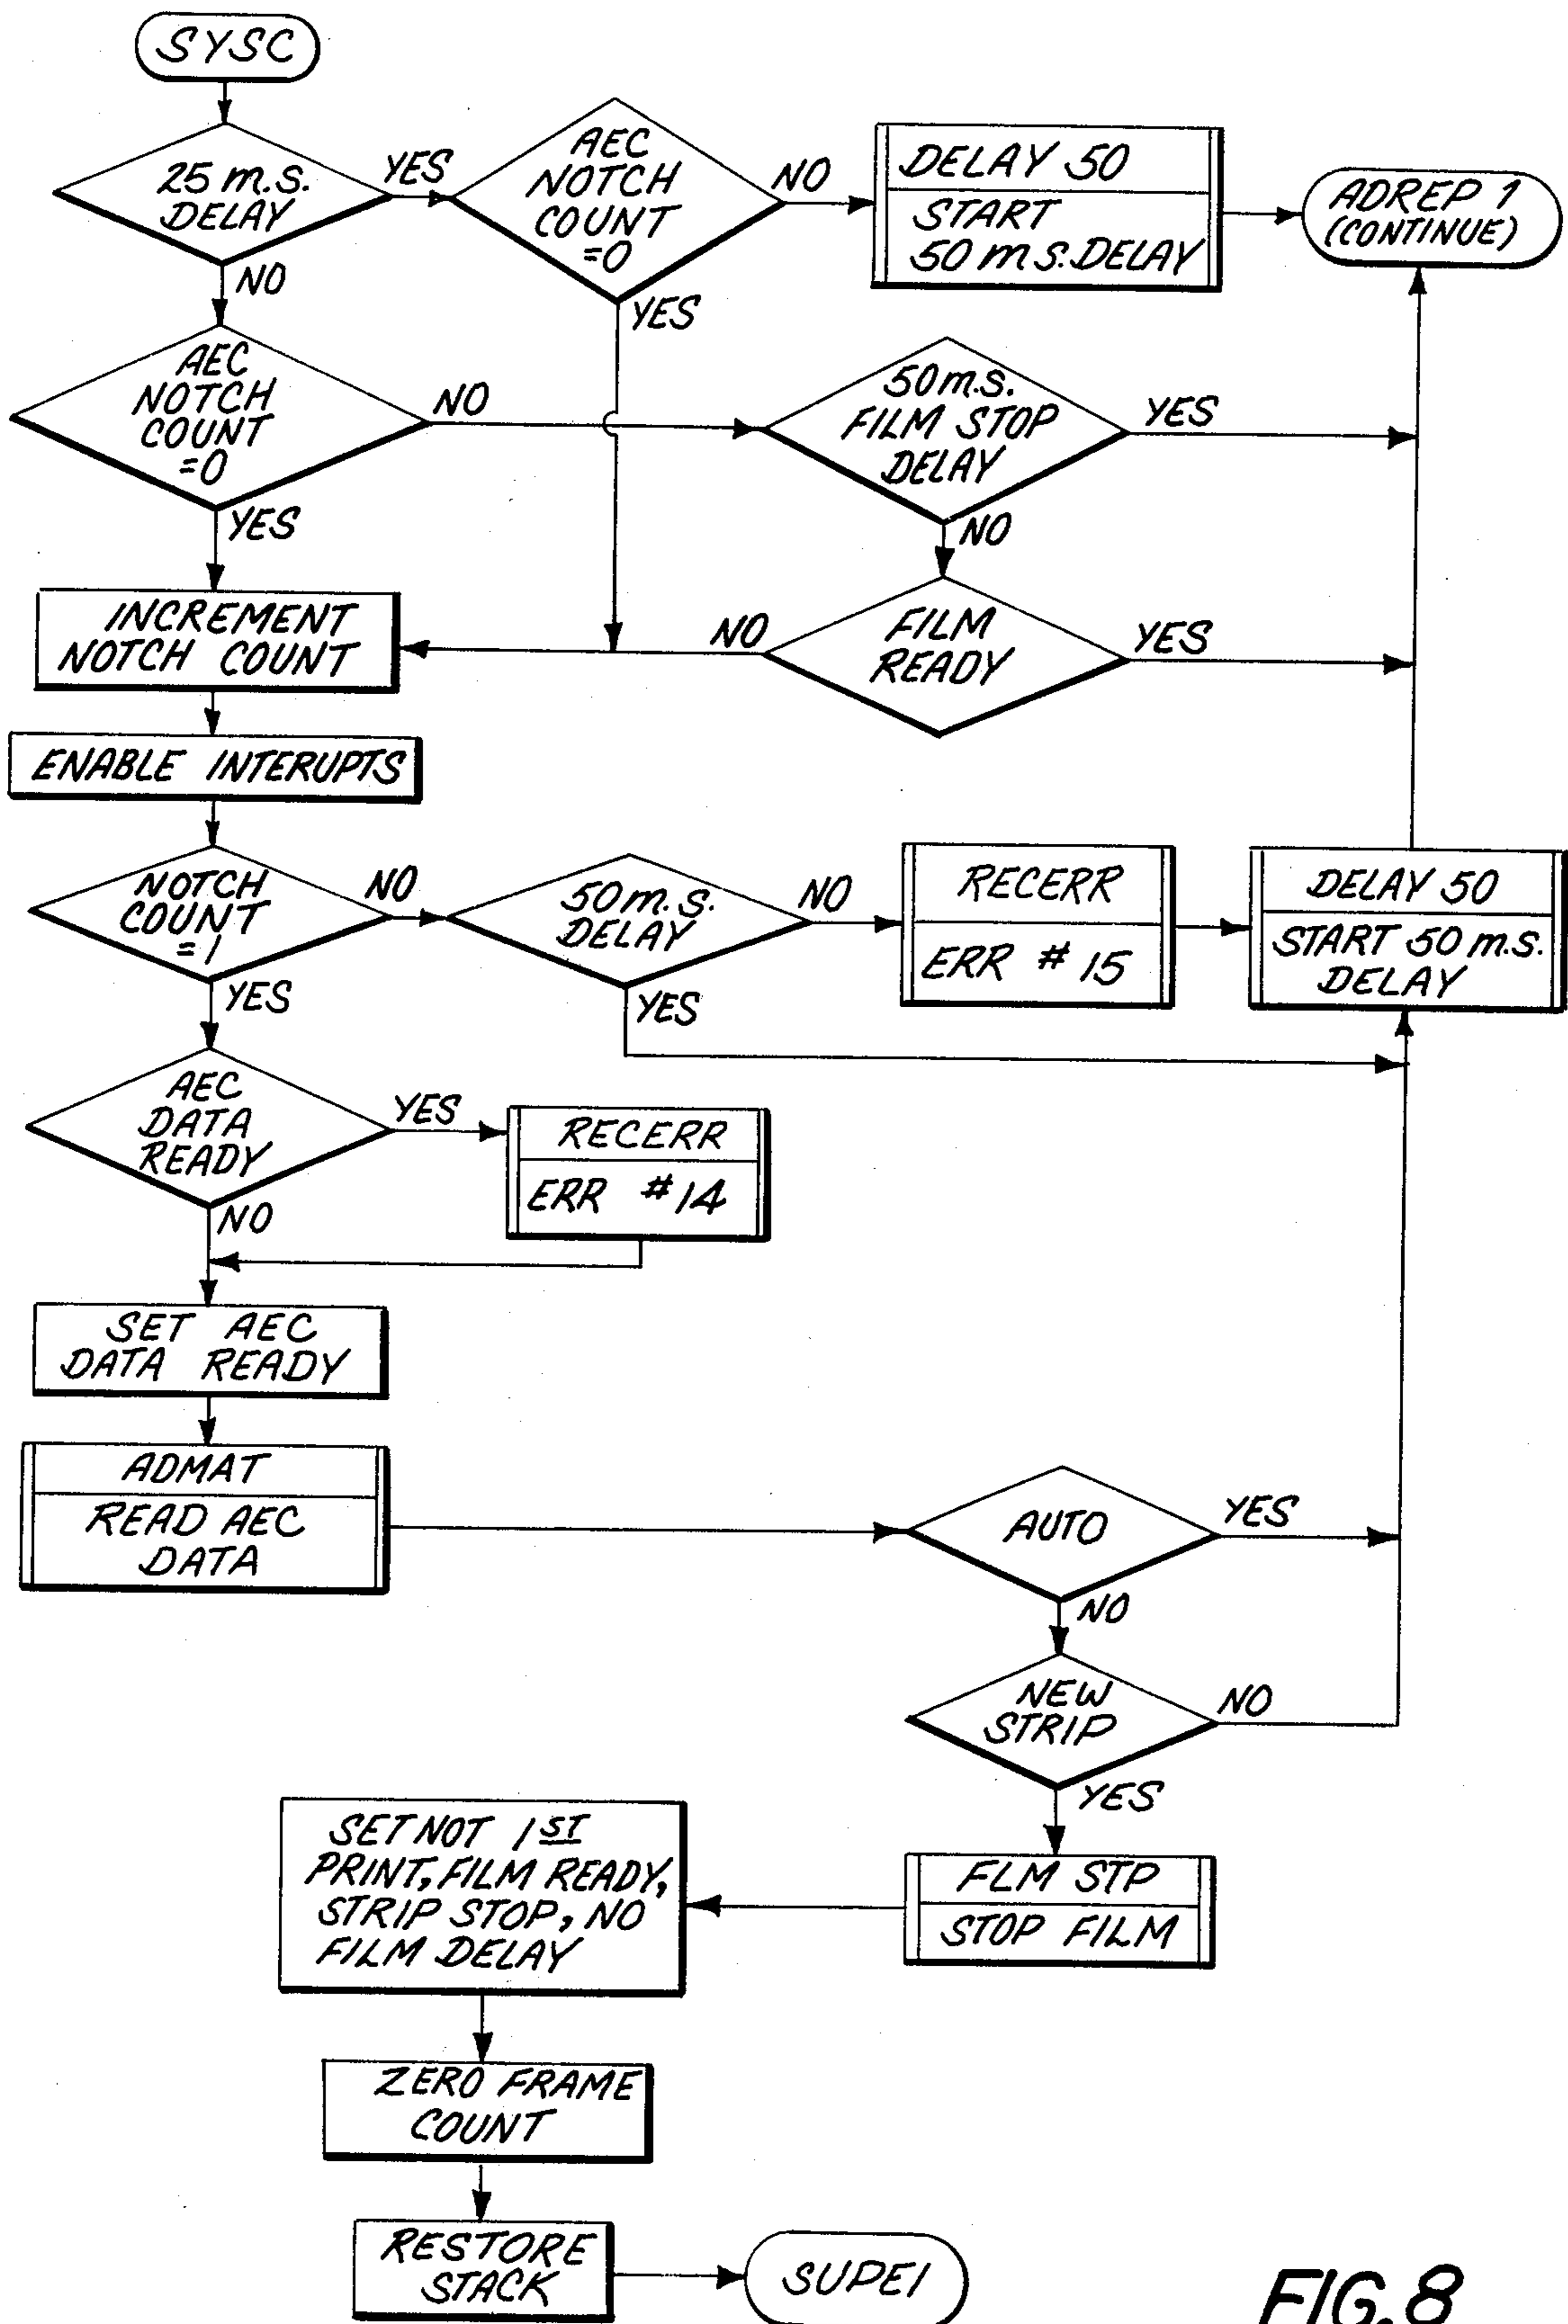 SYSC
25 m.s.
DELAY
YES
NO
AEC
NOTCH
COUNT
=0
NO
YES
DELAY 50
START
50 m S. DELAY
ADREP 1
(CONTINUE)
AEC
NOTCH
COUNT
=0
NO
YES
50 m.s.
FILM STOP
DELAY
YES
NO
INCREMENT
NOTCH COUNT
NO
FILM
READY
YES
ENABLE INTERUPTS
NOTCH
COUNT
=1
NO
YES
50 m.s.
DELAY
NO
YES
RECERR
ERR # 15
DELAY 50
START 50 m.s.
DELAY
AEC
DATA
READY
YES
NO
RECERR
ERR #14
SET AEC
DATA READY
ADMAT
READ AEC
DATA
AUTO
YES
NO
NEW
STRIP
NO
YES
FLM STP
STOP FILM
SET NOT 1ST
PRINT, FILM READY,
STRIP STOP, NO
FILM DELAY
ZERO FRAME
COUNT
RESTORE
STACK
SUPE1
FIG. 8